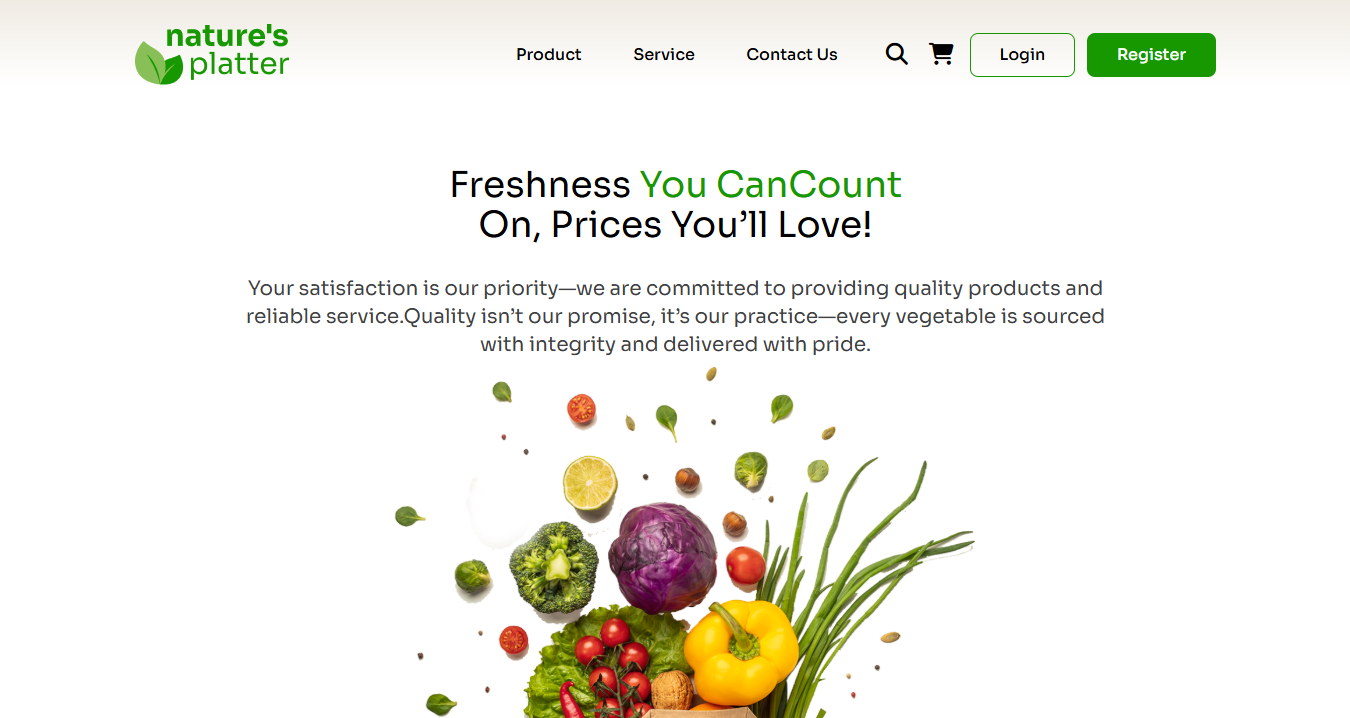 nature's
platter
Product
Service
Contact Us
Login
Register
Freshness You CanCount
On, Prices You’ll Love!
Your satisfaction is our priority—we are committed to providing quality products and
reliable service.Quality isn’t our promise, it’s our practice—every vegetable is sourced
with integrity and delivered with pride.